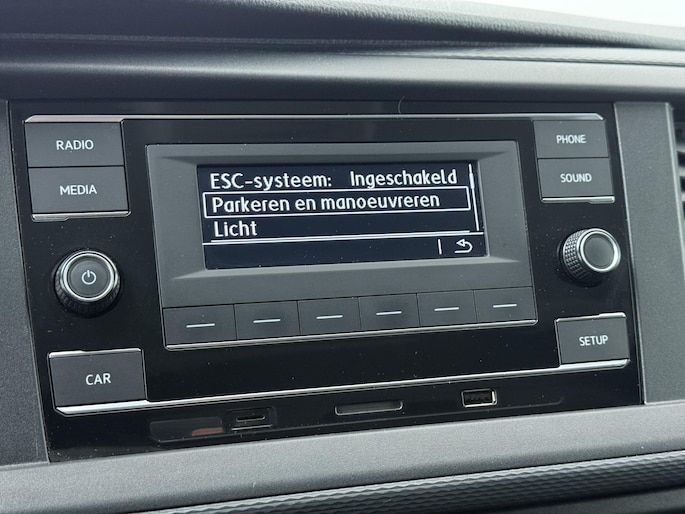 RADIO
MEDIA
PHONE
SOUND
ESC-systeem: Ingeschakeld
Parkeren en manoeuvreren
Licht
CAR
SETUP